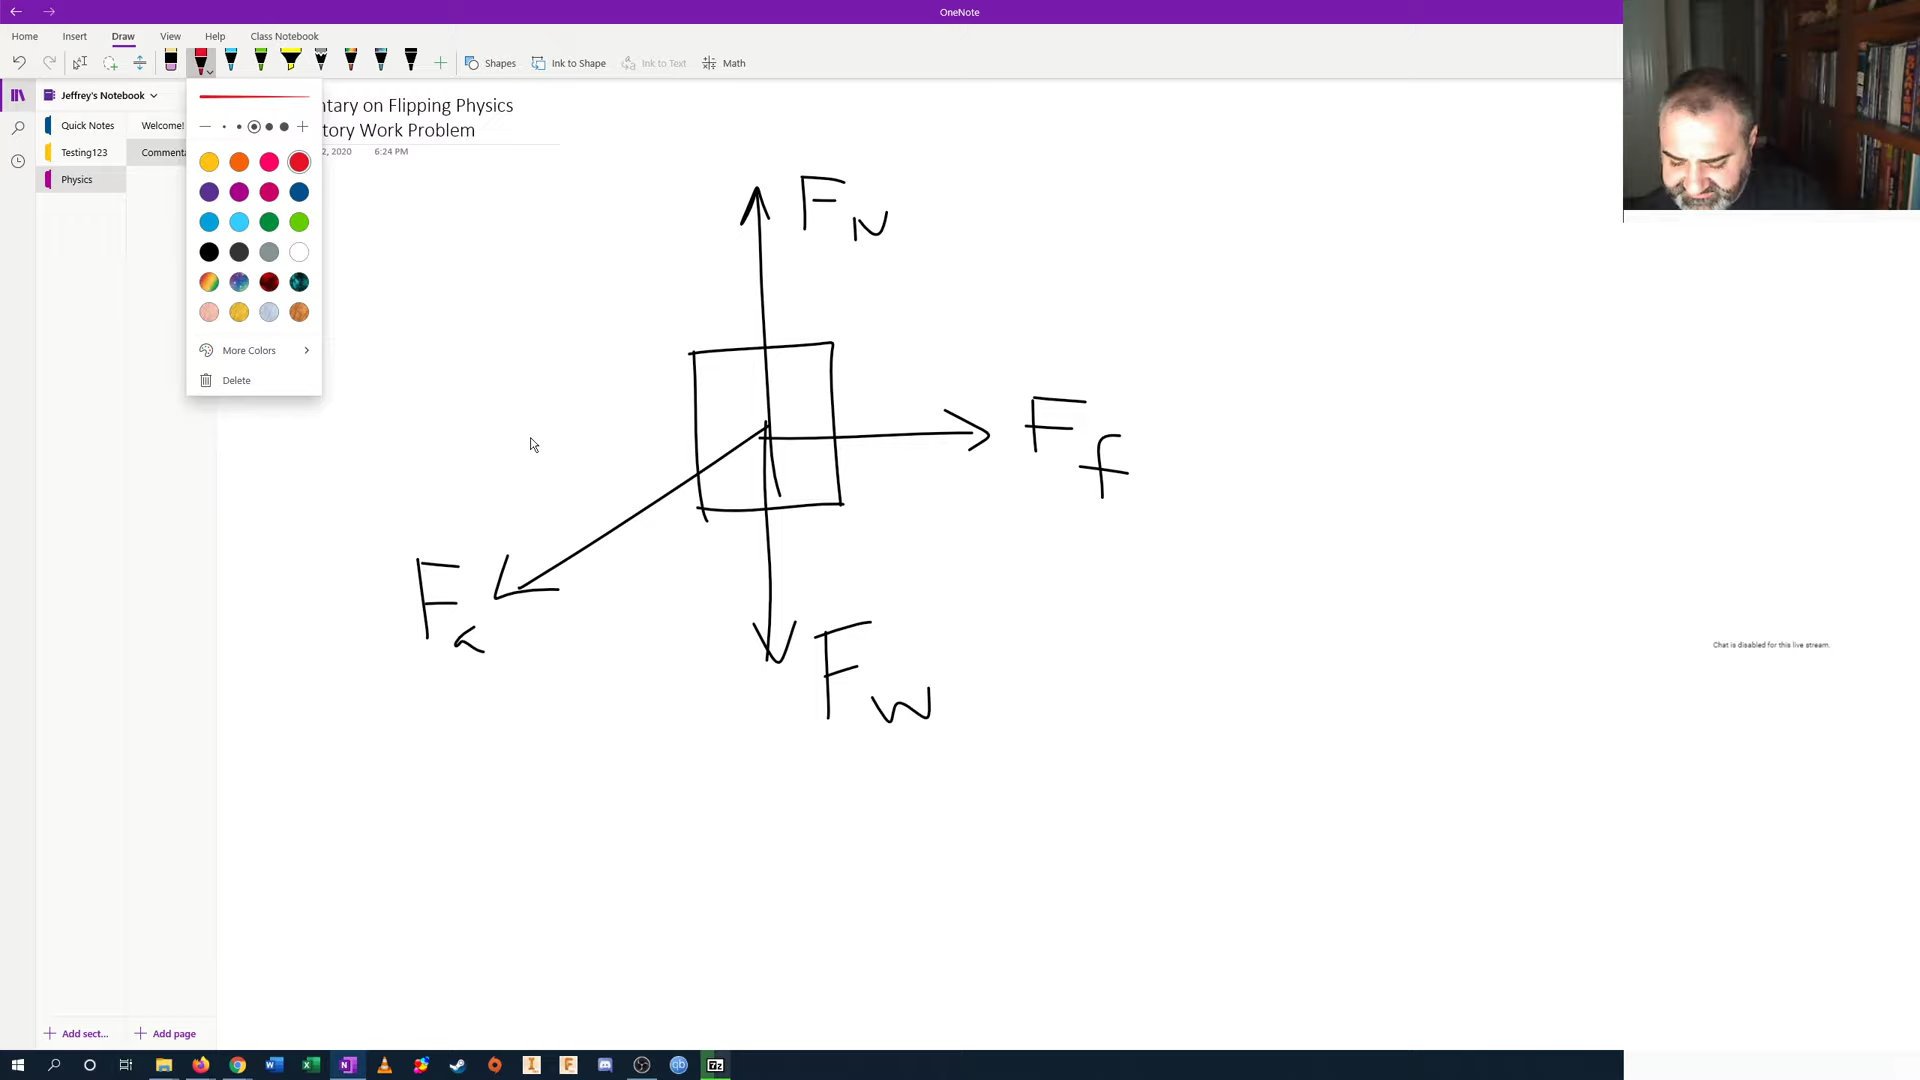 OneNote
Home Insert Draw View Help Class Notebook
Shapes Ink to Shape Ink to Text Math
Jeffrey's Notebook
ntary on Flipping Physics
Quick Notes Welcome!
tory Work Problem
Testing123 Commenta
2, 2020 6:24 PM
Physics
F N
More Colors
Delete
F f
F a
F w
Chat is disabled for this live stream.
Add sect... Add page